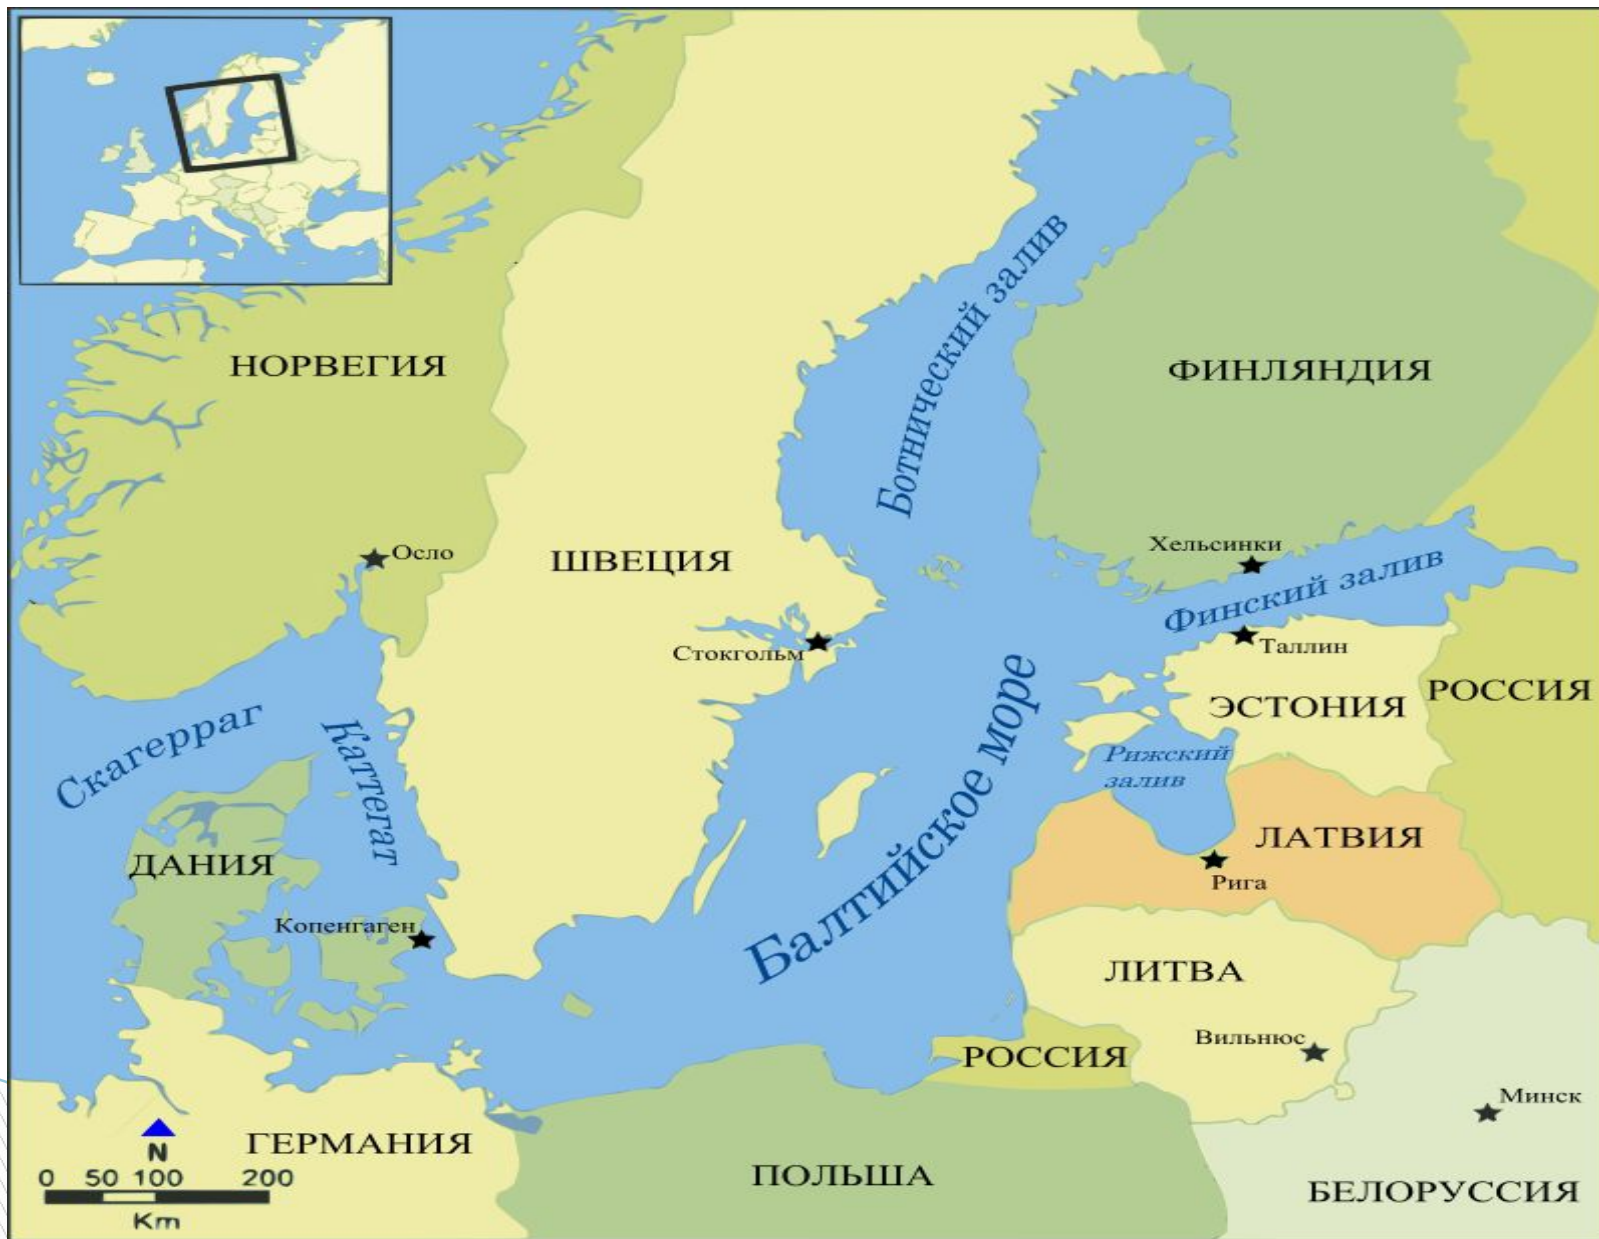 НОРВЕГИЯ
ФИНЛЯНДИЯ
Ботнический залив
Осло
ШВЕЦИЯ
Хельсинки
Финский залив
Стокгольм
Таллин
ЭСТОНИЯ
РОССИЯ
Скагерраг
Каттегат
Балтийское море
Рижский
залив
ДАНИЯ
ЛАТВИЯ
Рига
Копенгаген
ЛИТВА
Вильнюс
РОССИЯ
Минск
ГЕРМАНИЯ
ПОЛЬША
БЕЛОРУССИЯ
N
0 50 100 200
Km